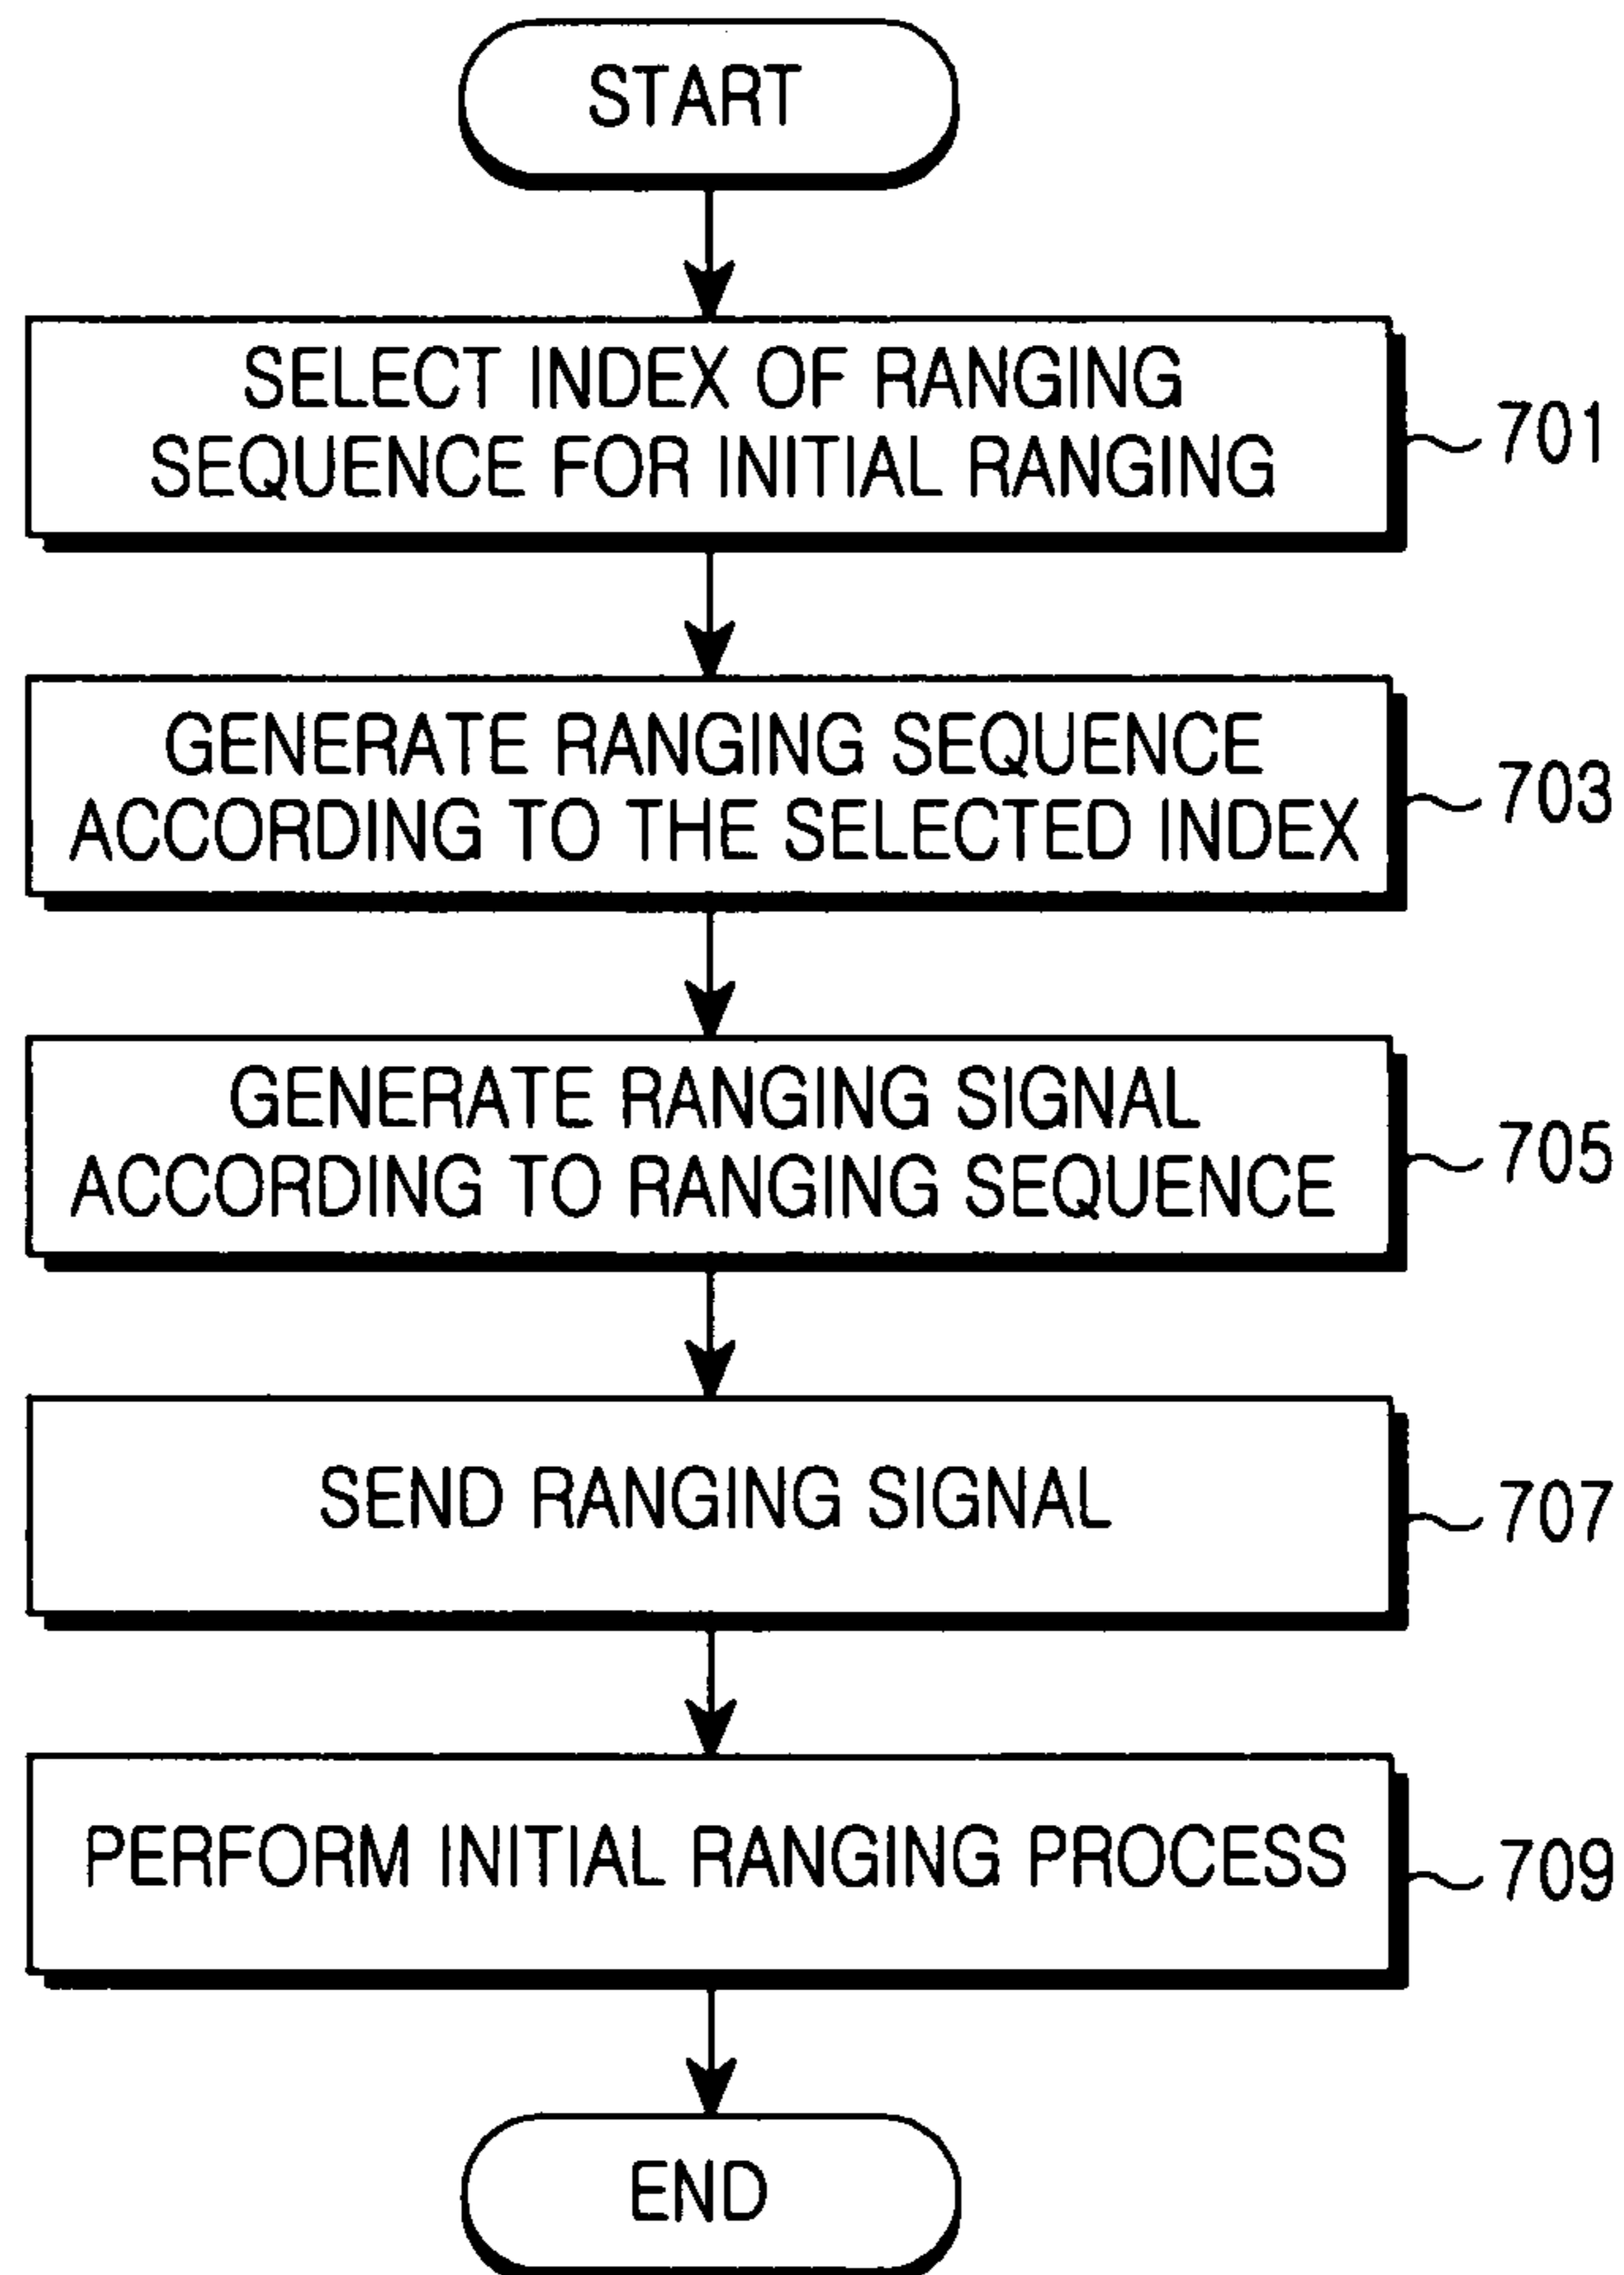 START
SELECT INDEX OF RANGING
SEQUENCE FOR INITIAL RANGING
701
GENERATE RANGING SEQUENCE
ACCORDING TO THE SELECTED INDEX
703
GENERATE RANGING SIGNAL
ACCORDING TO RANGING SEQUENCE
705
SEND RANGING SIGNAL
707
PERFORM INITIAL RANGING PROCESS
709
END